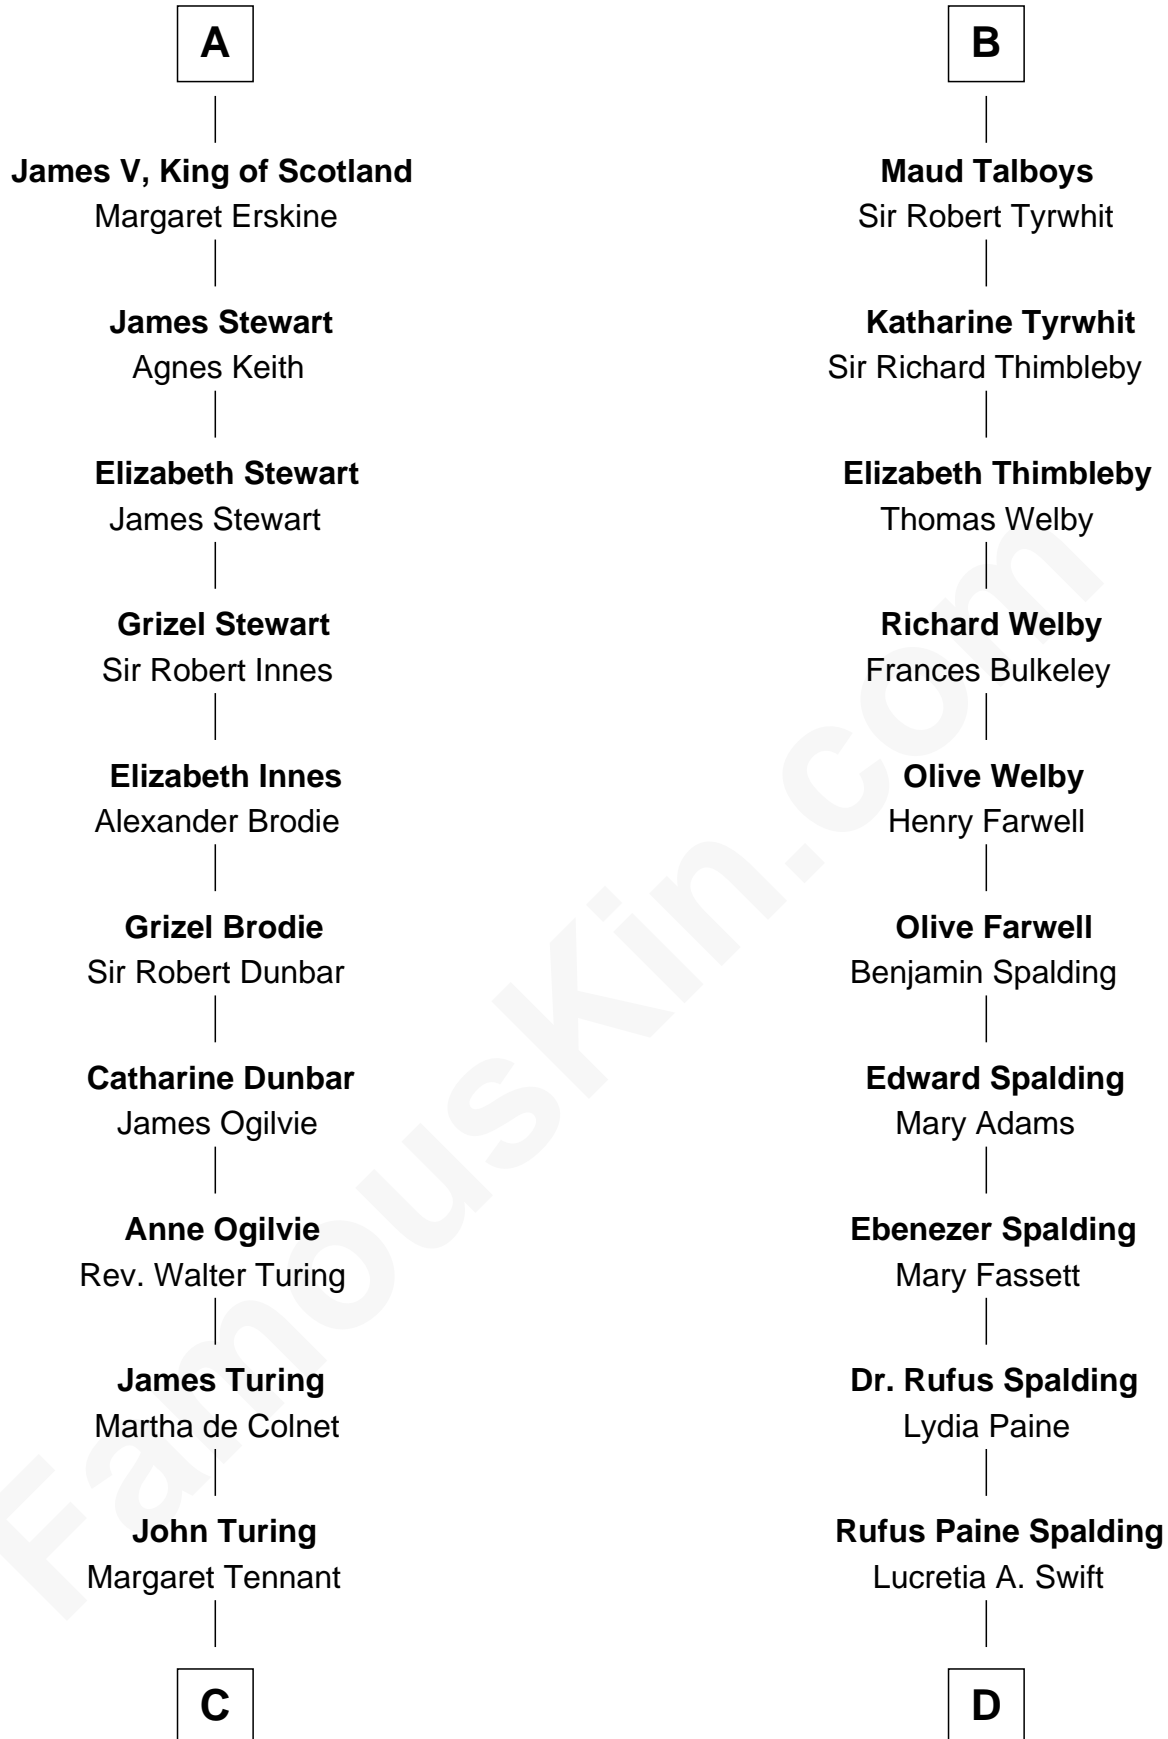 A
James V, King of Scotland
Margaret Erskine
James Stewart
Agnes Keith
Elizabeth Stewart
James Stewart
Grizel Stewart
Sir Robert Innes
Elizabeth Innes
Alexander Brodie
Grizel Brodie
Sir Robert Dunbar
Catharine Dunbar
James Ogilvie
Anne Ogilvie
Rev. Walter Turing
James Turing
Martha de Colnet
John Turing
Margaret Tennant
C
B
Maud Talboys
Sir Robert Tyrwhit
Katharine Tyrwhit
Sir Richard Thimbleby
Elizabeth Thimbleby
Thomas Welby
Richard Welby
Frances Bulkeley
Olive Welby
Henry Farwell
Olive Farwell
Benjamin Spalding
Edward Spalding
Mary Adams
Ebenezer Spalding
Mary Fassett
Dr. Rufus Spalding
Lydia Paine
Rufus Paine Spalding
Lucretia A. Swift
D
FamousKin.com